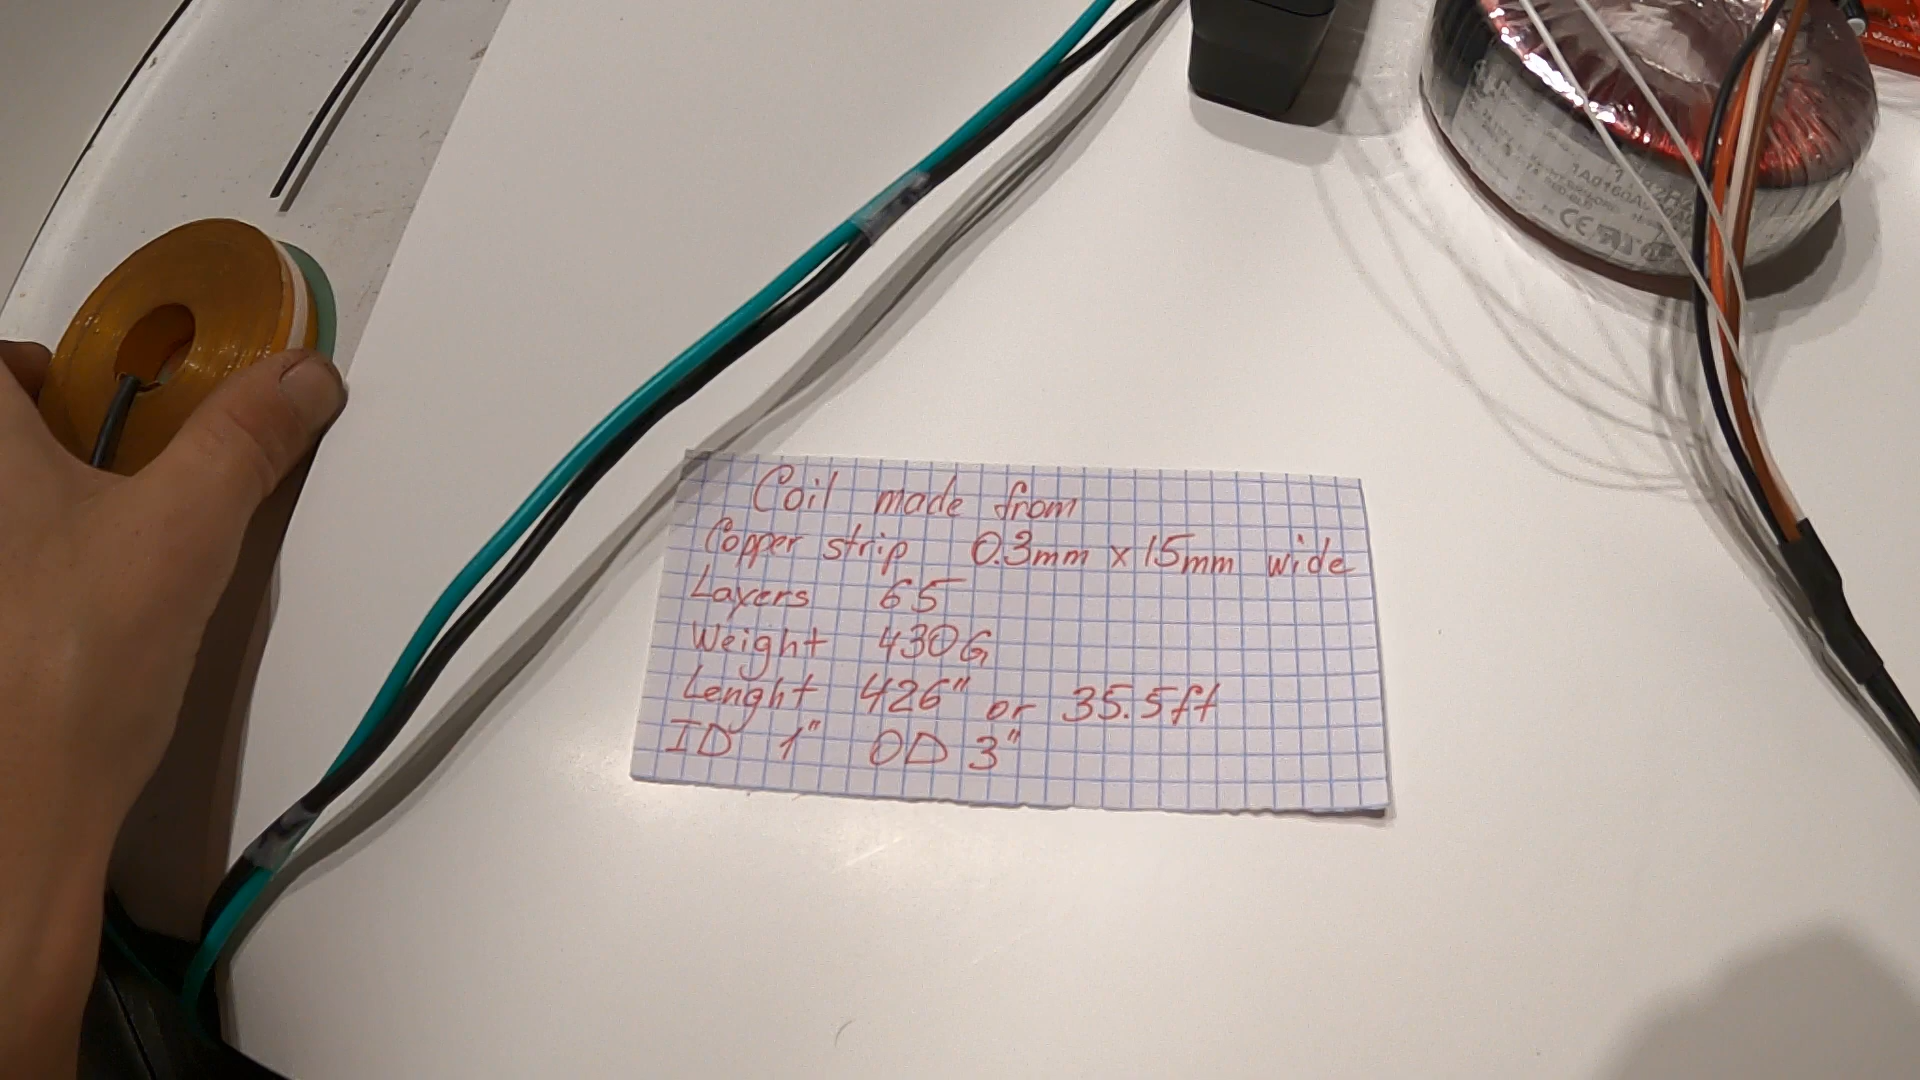 Coil made from
Copper strip 0.3mm x 15mm wide
Layers 65
Weight 430G
Lenght 426" or 35.5ft
ID 1" OD 3"
CE